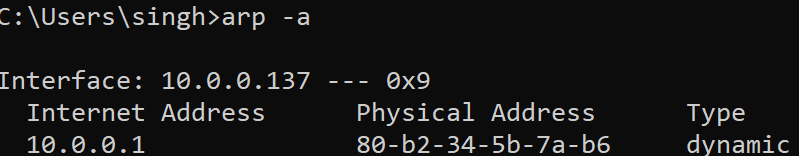 C:\Users\singh>arp -a
Interface: 10.0.0.137 --- 0x9
Internet Address Physical Address Type
10.0.0.1 80-b2-34-5b-7a-b6 dynamic